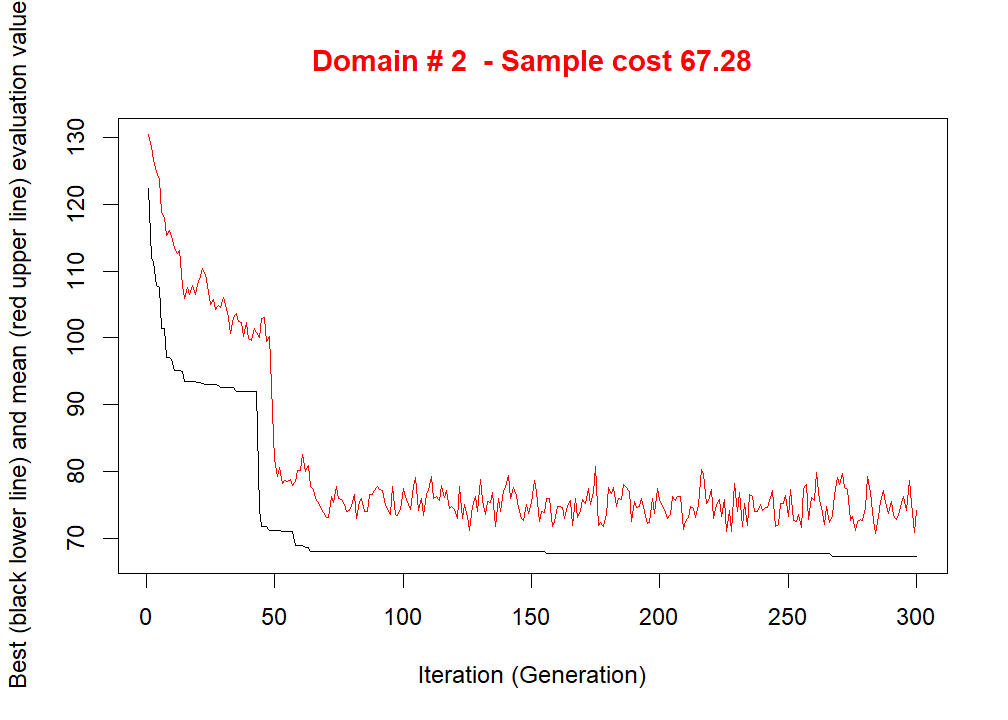 Domain # 2  - Sample cost 67.28
Best (black lower line) and mean (red upper line) evaluation value
130
120
110
100
90
80
70
0 50 100 150 200 250 300
Iteration (Generation)